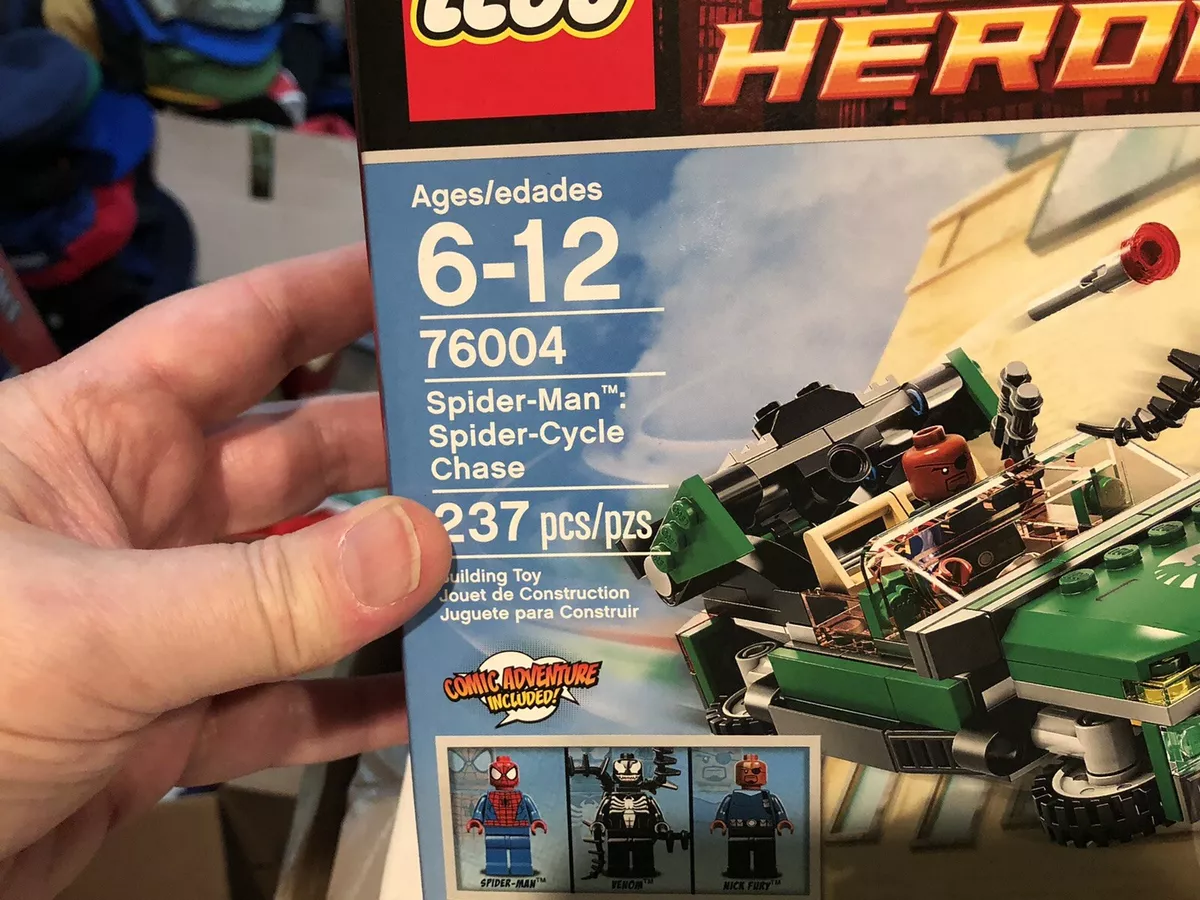 LEGO
HERO
Ages/edades
6-12
76004
Spider-Man™:
Spider-Cycle
Chase
237 pcs/pzs
uilding Toy
Jouet de Construction
Juguete para Construir
COMIC ADVENTURE
INCLUDED!
SPIDER-MAN™ VENOM™ NICK FURY™